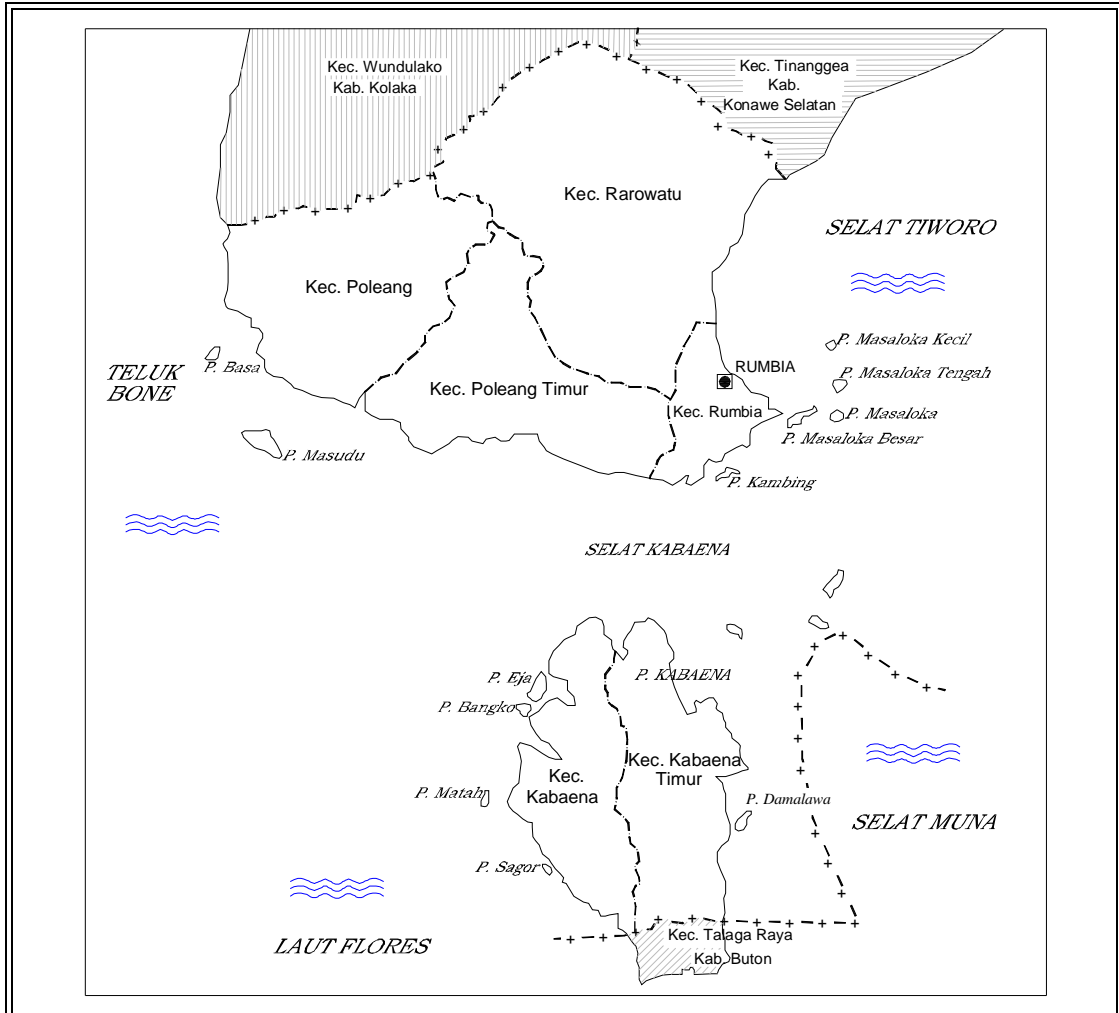 Kec. Wundulako
Kab. Kolaka
Kec. Tinanggea
Kab.
Konawe Selatan
Kec. Rarowatu
SELAT TIWORO
Kec. Poleang
P. Masaloka Kecil
P. Basa
TELUK
BONE
RUMBIA
P. Masaloka Tengah
Kec. Poleang Timur
Kec. Rumbia
P. Masaloka
P. Masaloka Besar
P. Masudu
P. Kambing
SELAT KABAENA
P. Eja
P. KABAENA
P. Bangko
Kec. Kabaena
Timur
Kec.
Kabaena
P. Matah
P. Damalawa
SELAT MUNA
P. Sagor
LAUT FLORES
Kec. Talaga Raya
Kab. Buton